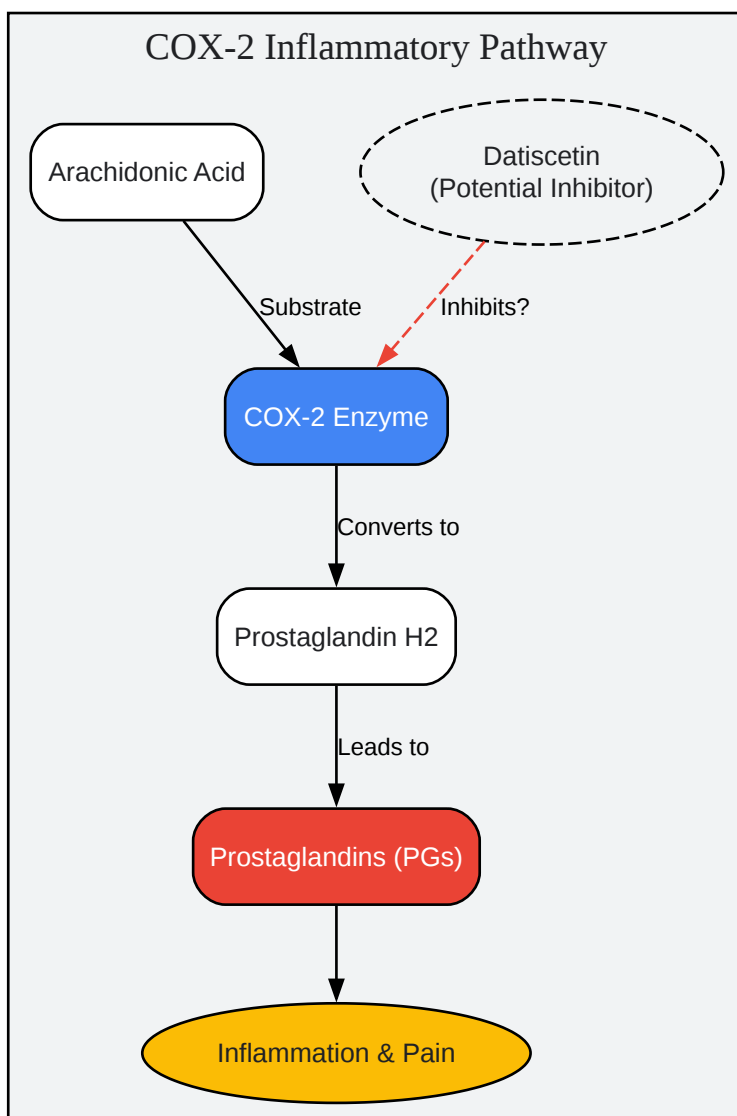 COX-2 Inflammatory Pathway
Arachidonic Acid
Datiscetin
(Potential Inhibitor)
Substrate
Inhibits?
COX-2 Enzyme
Converts to
Prostaglandin H2
Leads to
Prostaglandins (PGs)
Inflammation & Pain